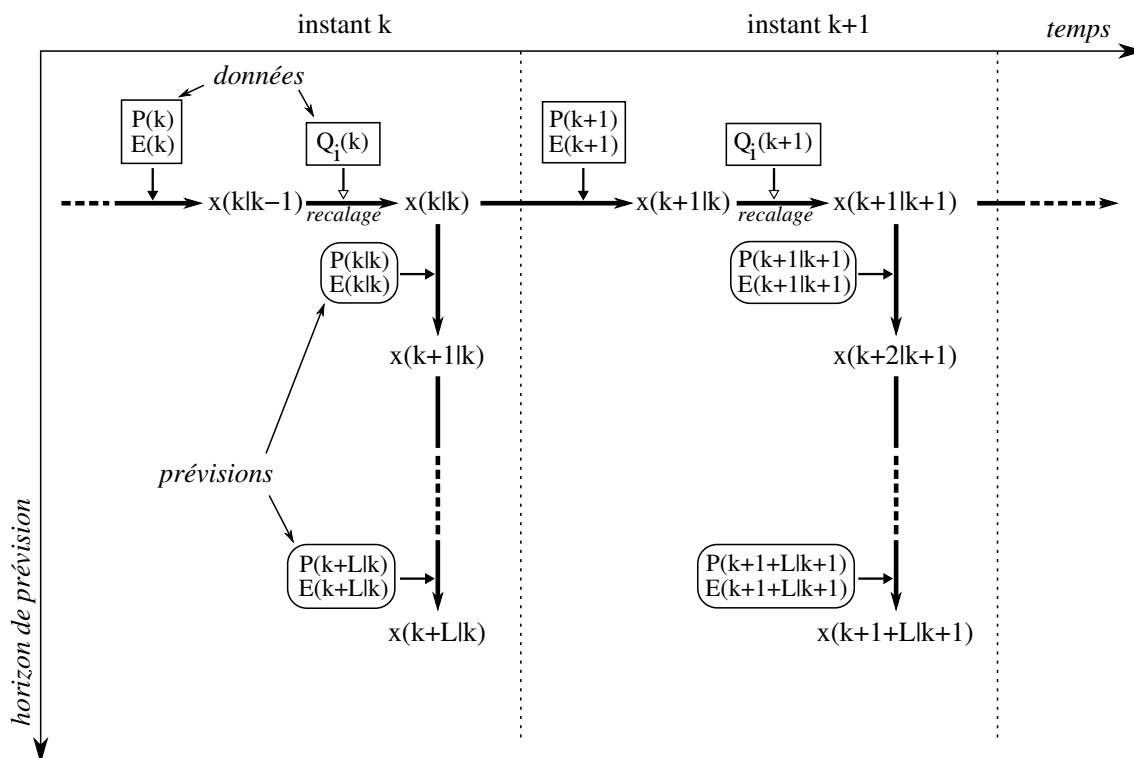 instant k
instant k+1
temps
données
P(k)
E(k)
Q_i(k)
P(k+1)
E(k+1)
Q_i(k+1)
x(k|k−1)
recalage
x(k|k)
x(k+1|k)
recalage
x(k+1|k+1)
P(k|k)
E(k|k)
P(k+1|k+1)
E(k+1|k+1)
x(k+1|k)
x(k+2|k+1)
prévisions
horizon de prévision
P(k+L|k)
E(k+L|k)
P(k+1+L|k+1)
E(k+1+L|k+1)
x(k+L|k)
x(k+1+L|k+1)